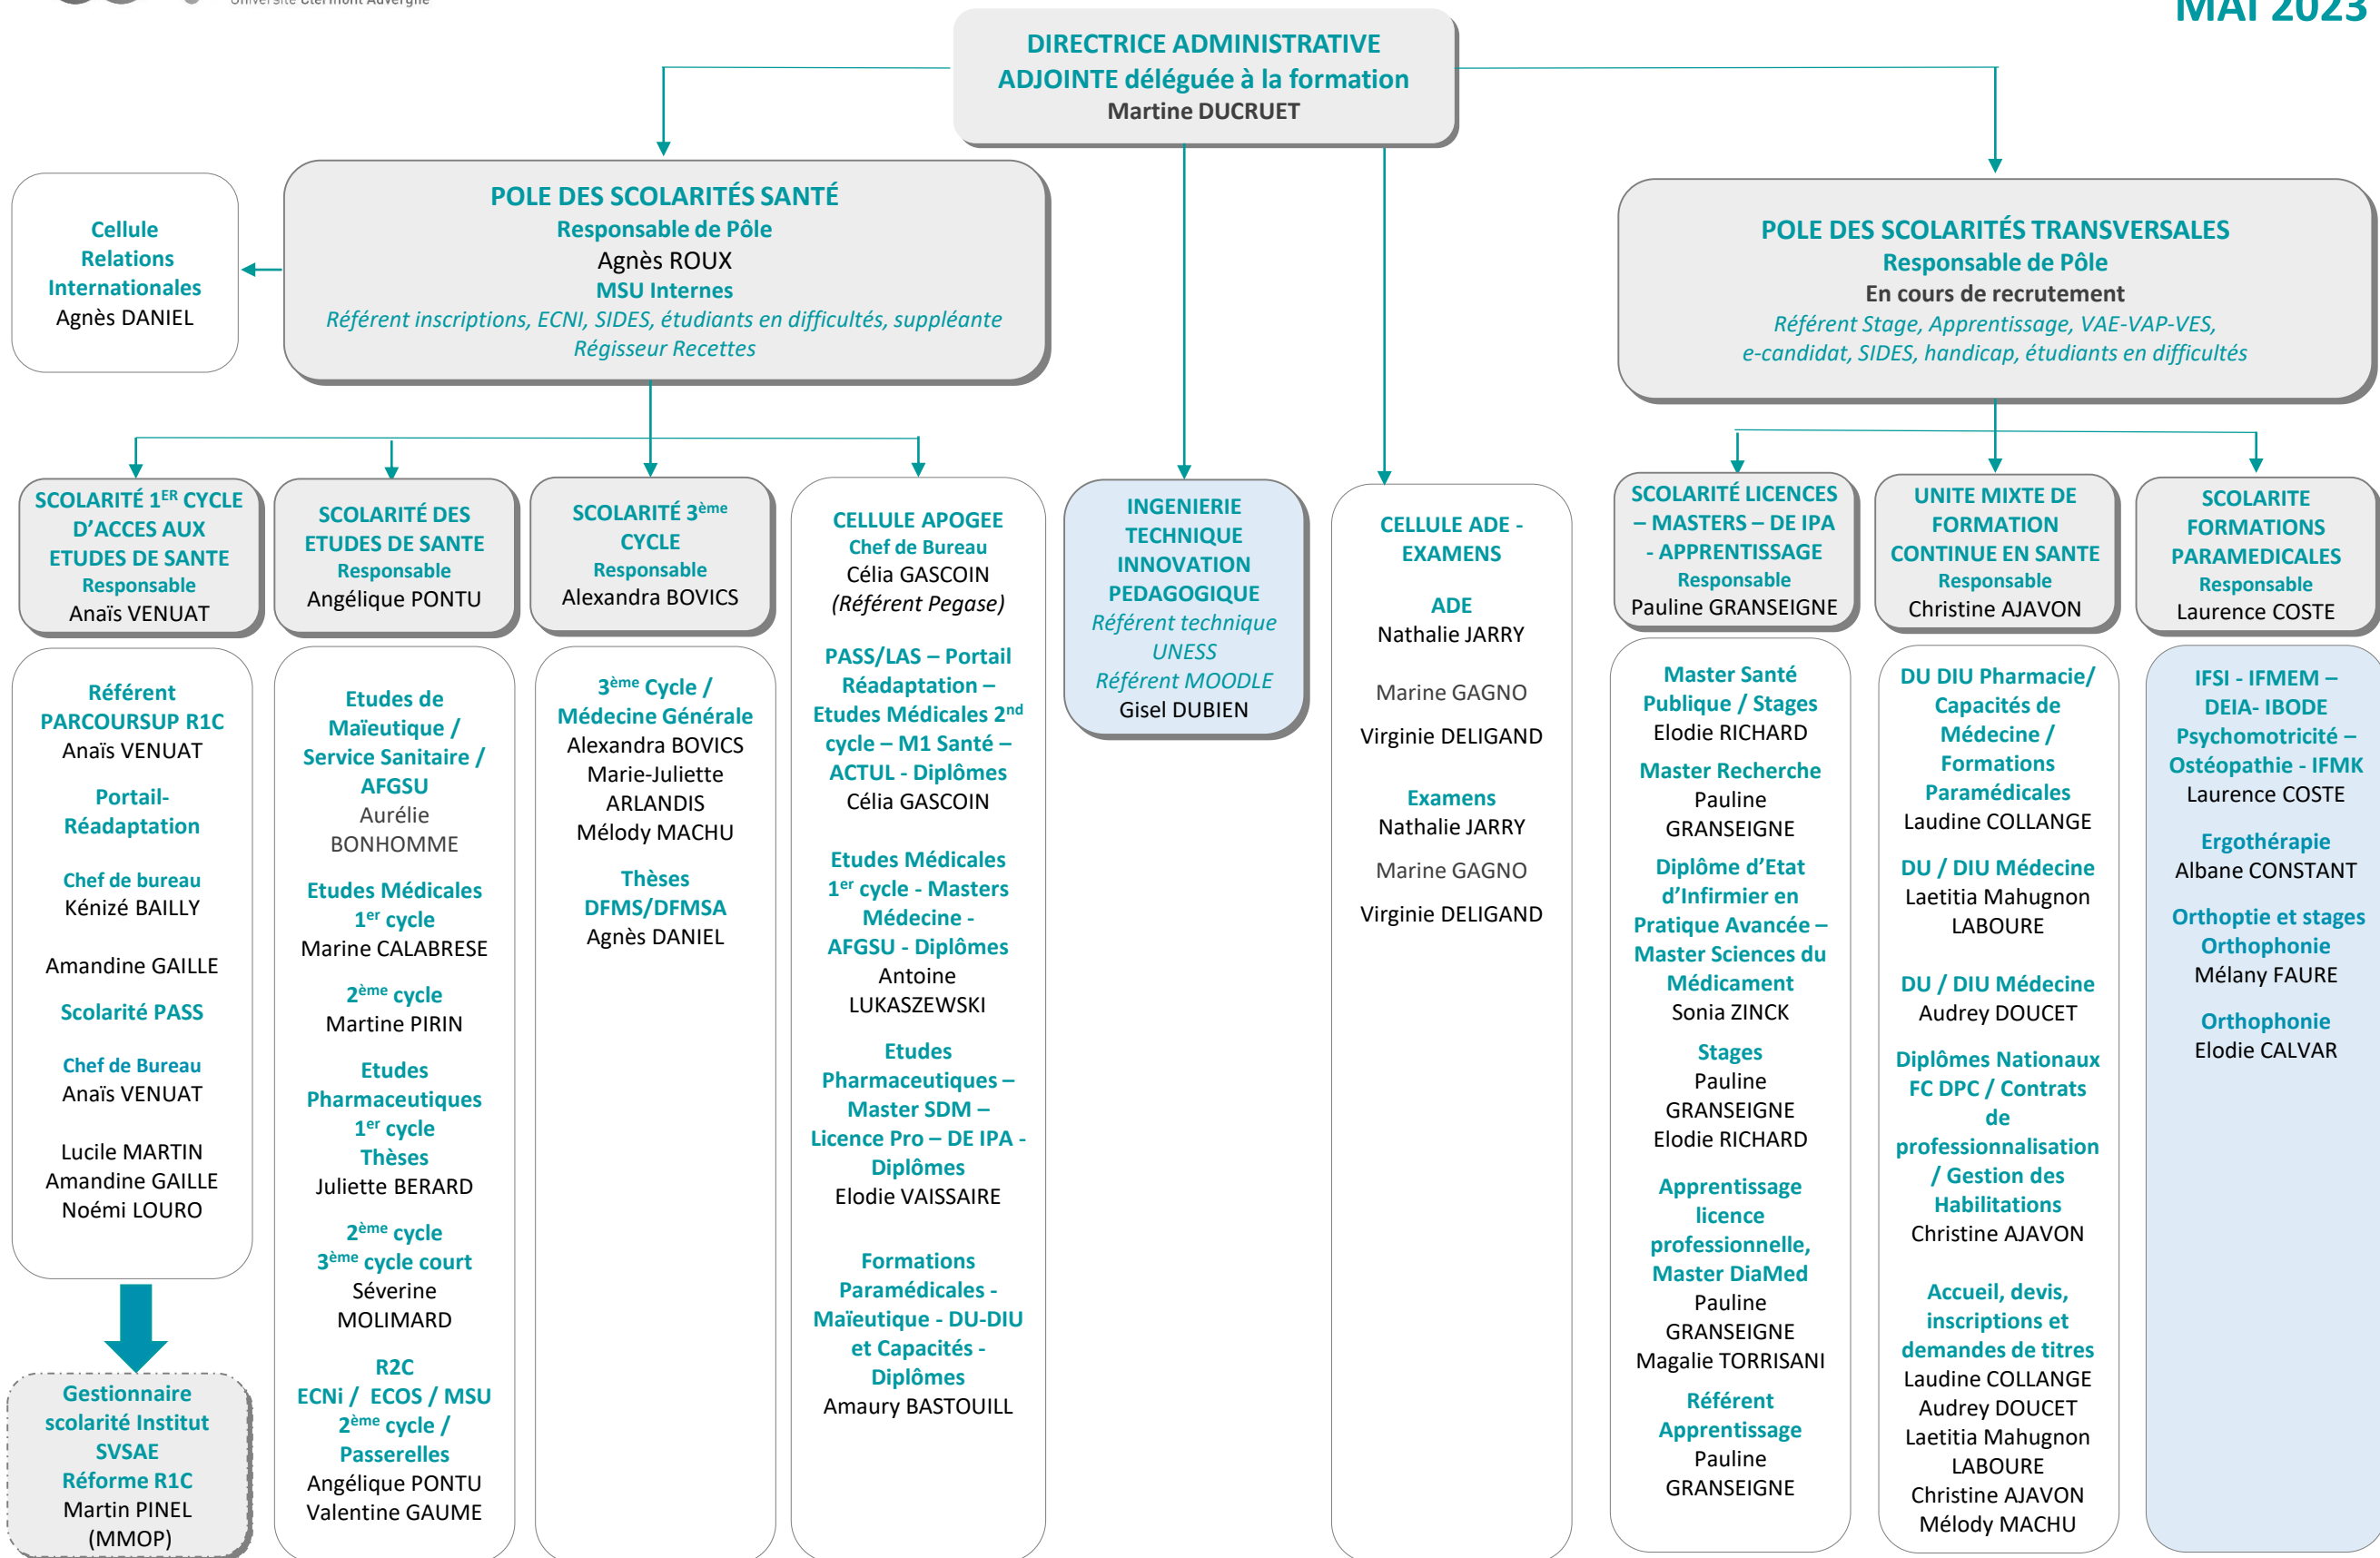 Université Clermont Auvergne
MAI 2023
DIRECTRICE ADMINISTRATIVE
ADJOINTE déléguée à la formation
Martine DUCRUET
Cellule
Relations
Internationales
Agnès DANIEL
POLE DES SCOLARITÉS SANTÉ
Responsable de Pôle
Agnès ROUX
MSU Internes
Référent inscriptions, ECNI, SIDES, étudiants en difficultés, suppléante
Régisseur Recettes
POLE DES SCOLARITÉS TRANSVERSALES
Responsable de Pôle
En cours de recrutement
Référent Stage, Apprentissage, VAE-VAP-VES,
e-candidat, SIDES, handicap, étudiants en difficultés
SCOLARITÉ 1ER CYCLE
D'ACCES AUX
ETUDES DE SANTE
Responsable
Anaïs VENUAT
Référent
PARCOURSUP R1C
Anaïs VENUAT
Portail-
Réadaptation
Chef de bureau
Kénizé BAILLY
Amandine GAILLE
Scolarité PASS
Chef de Bureau
Anaïs VENUAT
Lucile MARTIN
Amandine GAILLE
Noémi LOURO
Gestionnaire
scolarité Institut
SVSAE
Réforme R1C
Martin PINEL
(MMOP)
SCOLARITÉ DES
ETUDES DE SANTE
Responsable
Angélique PONTU
Etudes de
Maïeutique /
Service Sanitaire /
AFGSU
Aurélie
BONHOMME
Etudes Médicales
1er cycle
Marine CALABRESE
2ème cycle
Martine PIRIN
Etudes
Pharmaceutiques
1er cycle
Thèses
Juliette BERARD
2ème cycle
3ème cycle court
Séverine
MOLIMARD
R2C
ECNi / ECOS / MSU
2ème cycle /
Passerelles
Angélique PONTU
Valentine GAUME
SCOLARITÉ 3ème
CYCLE
Responsable
Alexandra BOVICS
3ème Cycle /
Médecine Générale
Alexandra BOVICS
Marie-Juliette
ARLANDIS
Mélody MACHU
Thèses
DFMS/DFMSA
Agnès DANIEL
CELLULE APOGEE
Chef de Bureau
Célia GASCOIN
(Référent Pegase)
PASS/LAS – Portail
Réadaptation –
Etudes Médicales 2nd
cycle – M1 Santé –
ACTUL - Diplômes
Célia GASCOIN
Etudes Médicales
1er cycle - Masters
Médecine -
AFGSU - Diplômes
Antoine
LUKASZEWSKI
Etudes
Pharmaceutiques –
Master SDM –
Licence Pro – DE IPA -
Diplômes
Elodie VAISSAIRE
Formations
Paramédicales -
Maïeutique - DU-DIU
et Capacités -
Diplômes
Amaury BASTOUILL
INGENIERIE
TECHNIQUE
INNOVATION
PEDAGOGIQUE
Référent technique
UNESS
Référent MOODLE
Gisel DUBIEN
CELLULE ADE -
EXAMENS
ADE
Nathalie JARRY
Marine GAGNO
Virginie DELIGAND
Examens
Nathalie JARRY
Marine GAGNO
Virginie DELIGAND
SCOLARITÉ LICENCES
– MASTERS – DE IPA
- APPRENTISSAGE
Responsable
Pauline GRANSEIGNE
Master Santé
Publique / Stages
Elodie RICHARD
Master Recherche
Pauline
GRANSEIGNE
Diplôme d'Etat
d'Infirmier en
Pratique Avancée –
Master Sciences du
Médicament
Sonia ZINCK
Stages
Pauline
GRANSEIGNE
Elodie RICHARD
Apprentissage
licence
professionnelle,
Master DiaMed
Pauline
GRANSEIGNE
Magalie TORRISANI
Référent
Apprentissage
Pauline
GRANSEIGNE
UNITE MIXTE DE
FORMATION
CONTINUE EN SANTE
Responsable
Christine AJAVON
DU DIU Pharmacie/
Capacités de
Médecine /
Formations
Paramédicales
Laudine COLLANGE
DU / DIU Médecine
Laetitia Mahugnon
LABOURE
DU / DIU Médecine
Audrey DOUCET
Diplômes Nationaux
FC DPC / Contrats
de
professionnalisation
/ Gestion des
Habilitations
Christine AJAVON
Accueil, devis,
inscriptions et
demandes de titres
Laudine COLLANGE
Audrey DOUCET
Laetitia Mahugnon
LABOURE
Christine AJAVON
Mélody MACHU
SCOLARITE
FORMATIONS
PARAMEDICALES
Responsable
Laurence COSTE
IFSI - IFMEM –
DEIA- IBODE
Psychomotricité –
Ostéopathie - IFMK
Laurence COSTE
Ergothérapie
Albane CONSTANT
Orthoptie et stages
Orthophonie
Mélany FAURE
Orthophonie
Elodie CALVAR